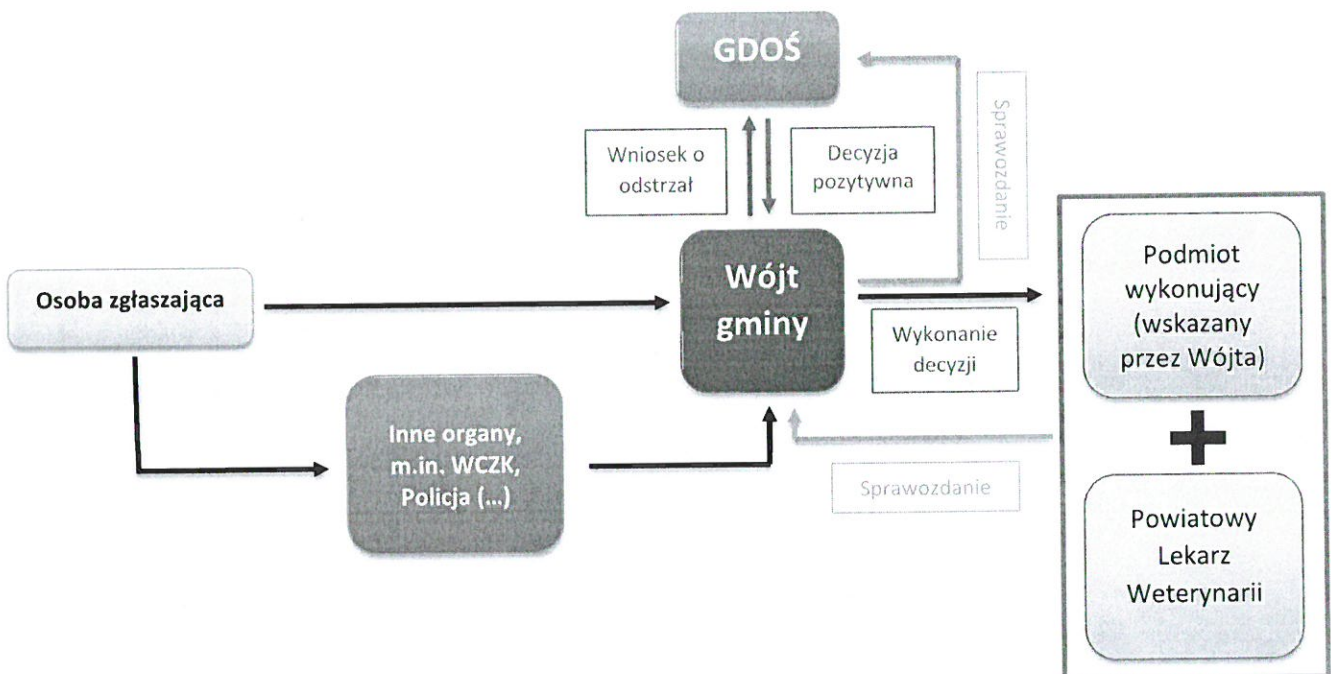 GDOŚ
Sprawozdanie
Wniosek o
odstrzał
Decyzja
pozytywna
Osoba zgłaszająca
Wójt
gminy
Wykonanie
decyzji
Podmiot
wykonujący
(wskazany
przez Wójta)
Inne organy,
m.in. WCZK,
Policja (...)
Sprawozdanie
Powiatowy
Lekarz
Weterynarii